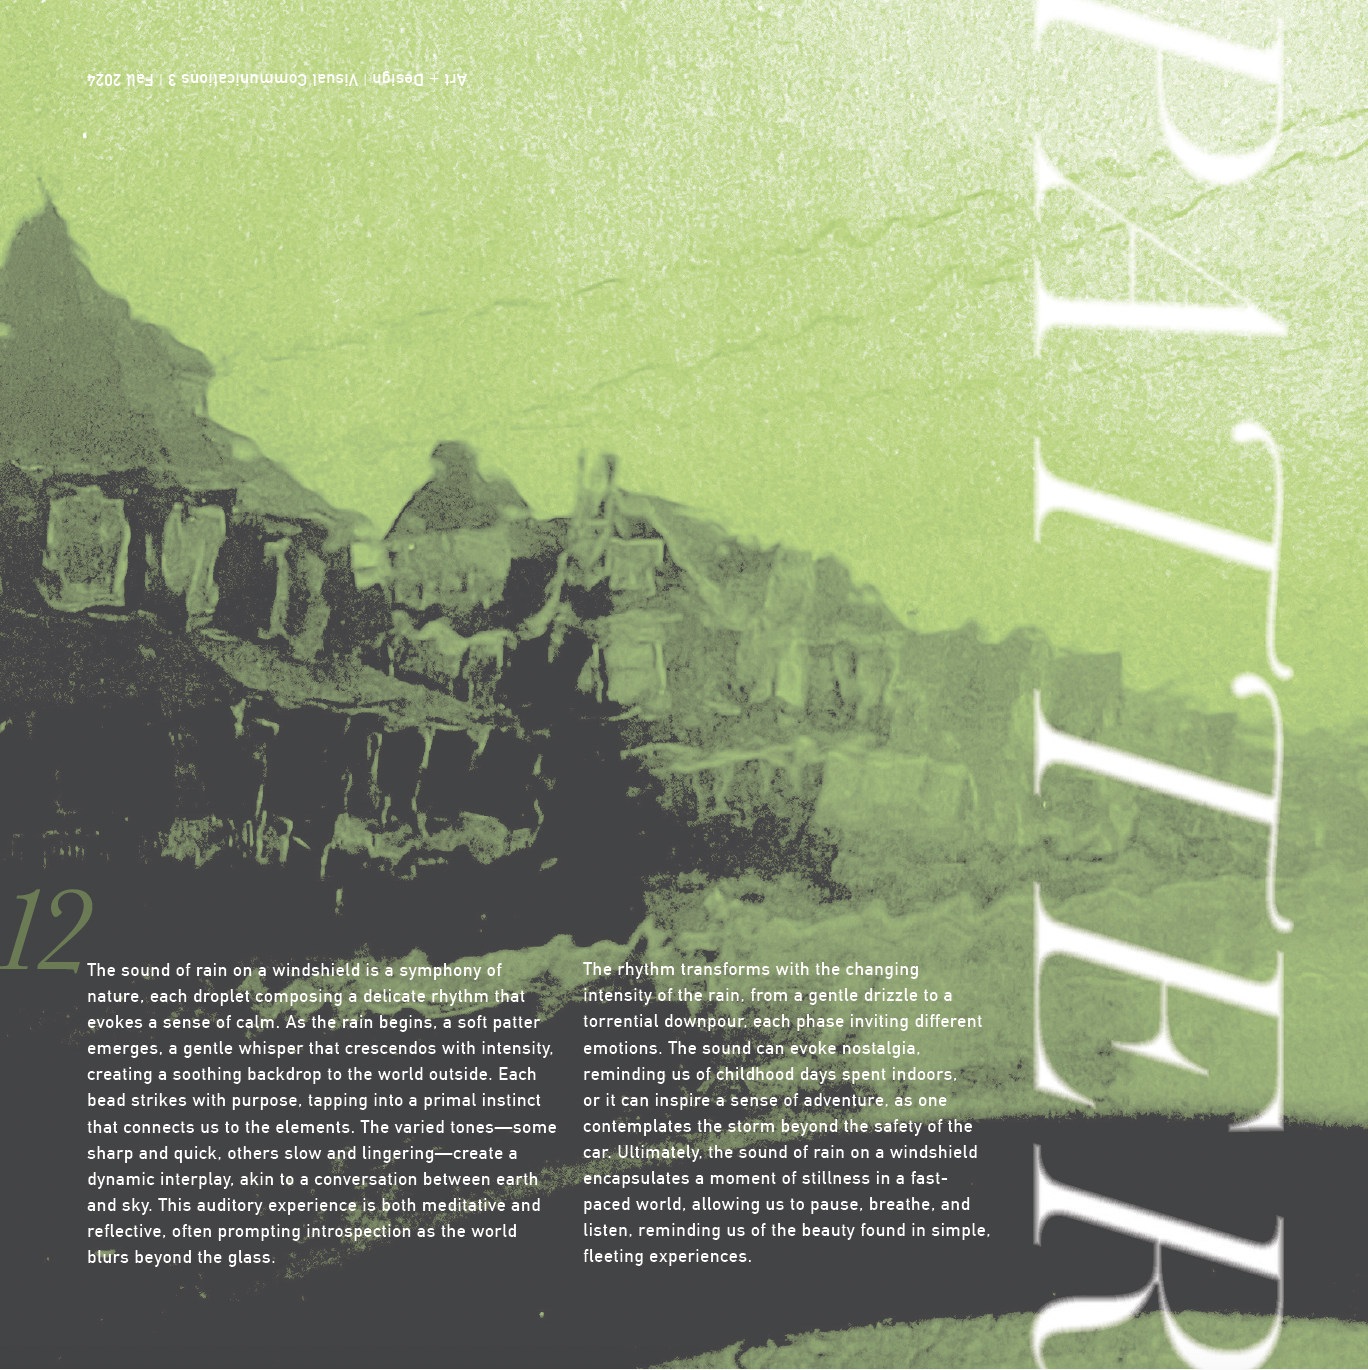 Art + Design | Visual Communications 3 | Fall 2024
PATTER
12
The sound of rain on a windshield is a symphony of
nature, each droplet composing a delicate rhythm that
evokes a sense of calm. As the rain begins, a soft patter
emerges, a gentle whisper that crescendos with intensity,
creating a soothing backdrop to the world outside. Each
bead strikes with purpose, tapping into a primal instinct
that connects us to the elements. The varied tones—some
sharp and quick, others slow and lingering—create a
dynamic interplay, akin to a conversation between earth
and sky. This auditory experience is both meditative and
reflective, often prompting introspection as the world
blurs beyond the glass.
The rhythm transforms with the changing
intensity of the rain, from a gentle drizzle to a
torrential downpour, each phase inviting different
emotions. The sound can evoke nostalgia,
reminding us of childhood days spent indoors,
or it can inspire a sense of adventure, as one
contemplates the storm beyond the safety of the
car. Ultimately, the sound of rain on a windshield
encapsulates a moment of stillness in a fast-
paced world, allowing us to pause, breathe, and
listen, reminding us of the beauty found in simple,
fleeting experiences.